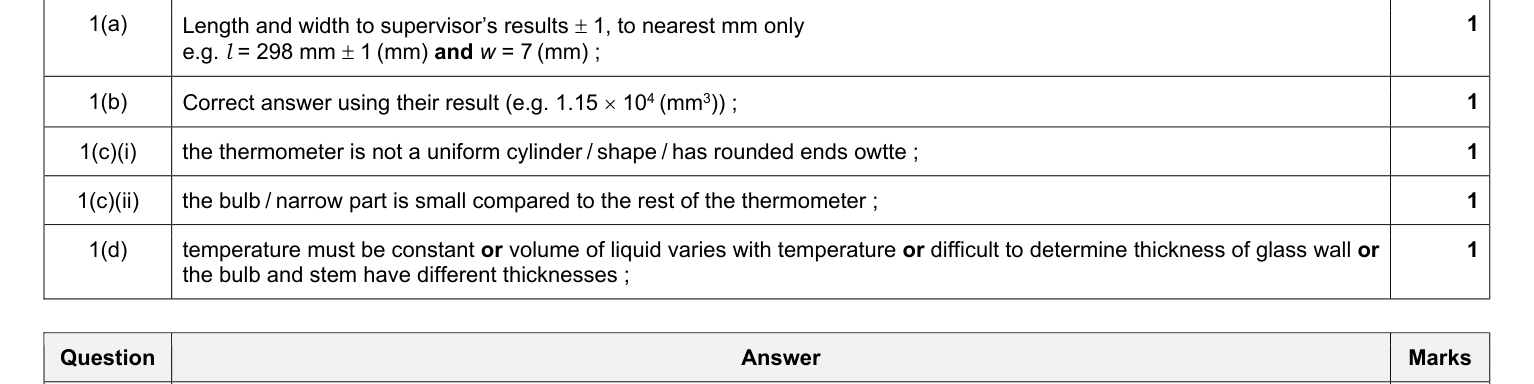 1(a) Length and width to supervisor’s results ± 1, to nearest mm only 1
e.g. l = 298 mm ± 1 (mm) and w = 7 (mm) ;
1(b) Correct answer using their result (e.g. 1.15 × 10⁴ (mm³)) ; 1
1(c)(i) the thermometer is not a uniform cylinder / shape / has rounded ends owtte ; 1
1(c)(ii) the bulb / narrow part is small compared to the rest of the thermometer ; 1
1(d) temperature must be constant or volume of liquid varies with temperature or difficult to determine thickness of glass wall or 1
the bulb and stem have different thicknesses ;
Question Answer Marks